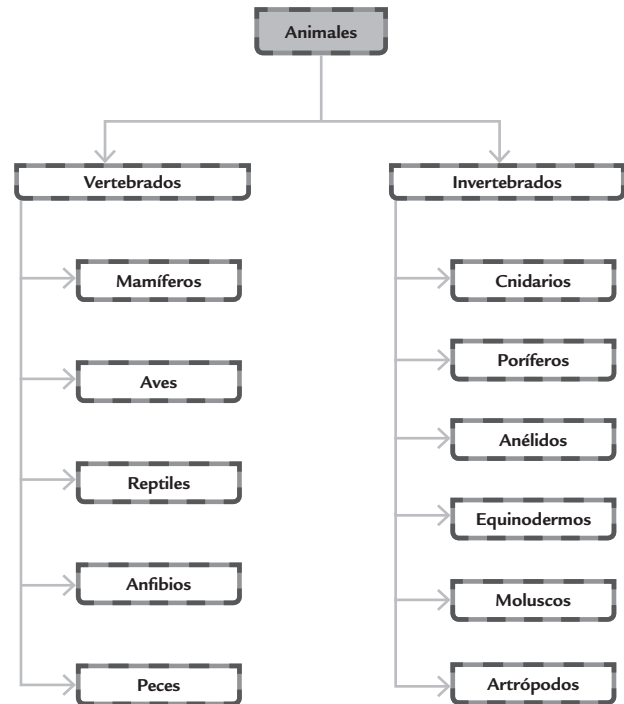 Animales
Vertebrados
Mamíferos
Aves
Reptiles
Anfibios
Peces
Invertebrados
Cnidarios
Poríferos
Anélidos
Equinodermos
Moluscos
Artrópodos